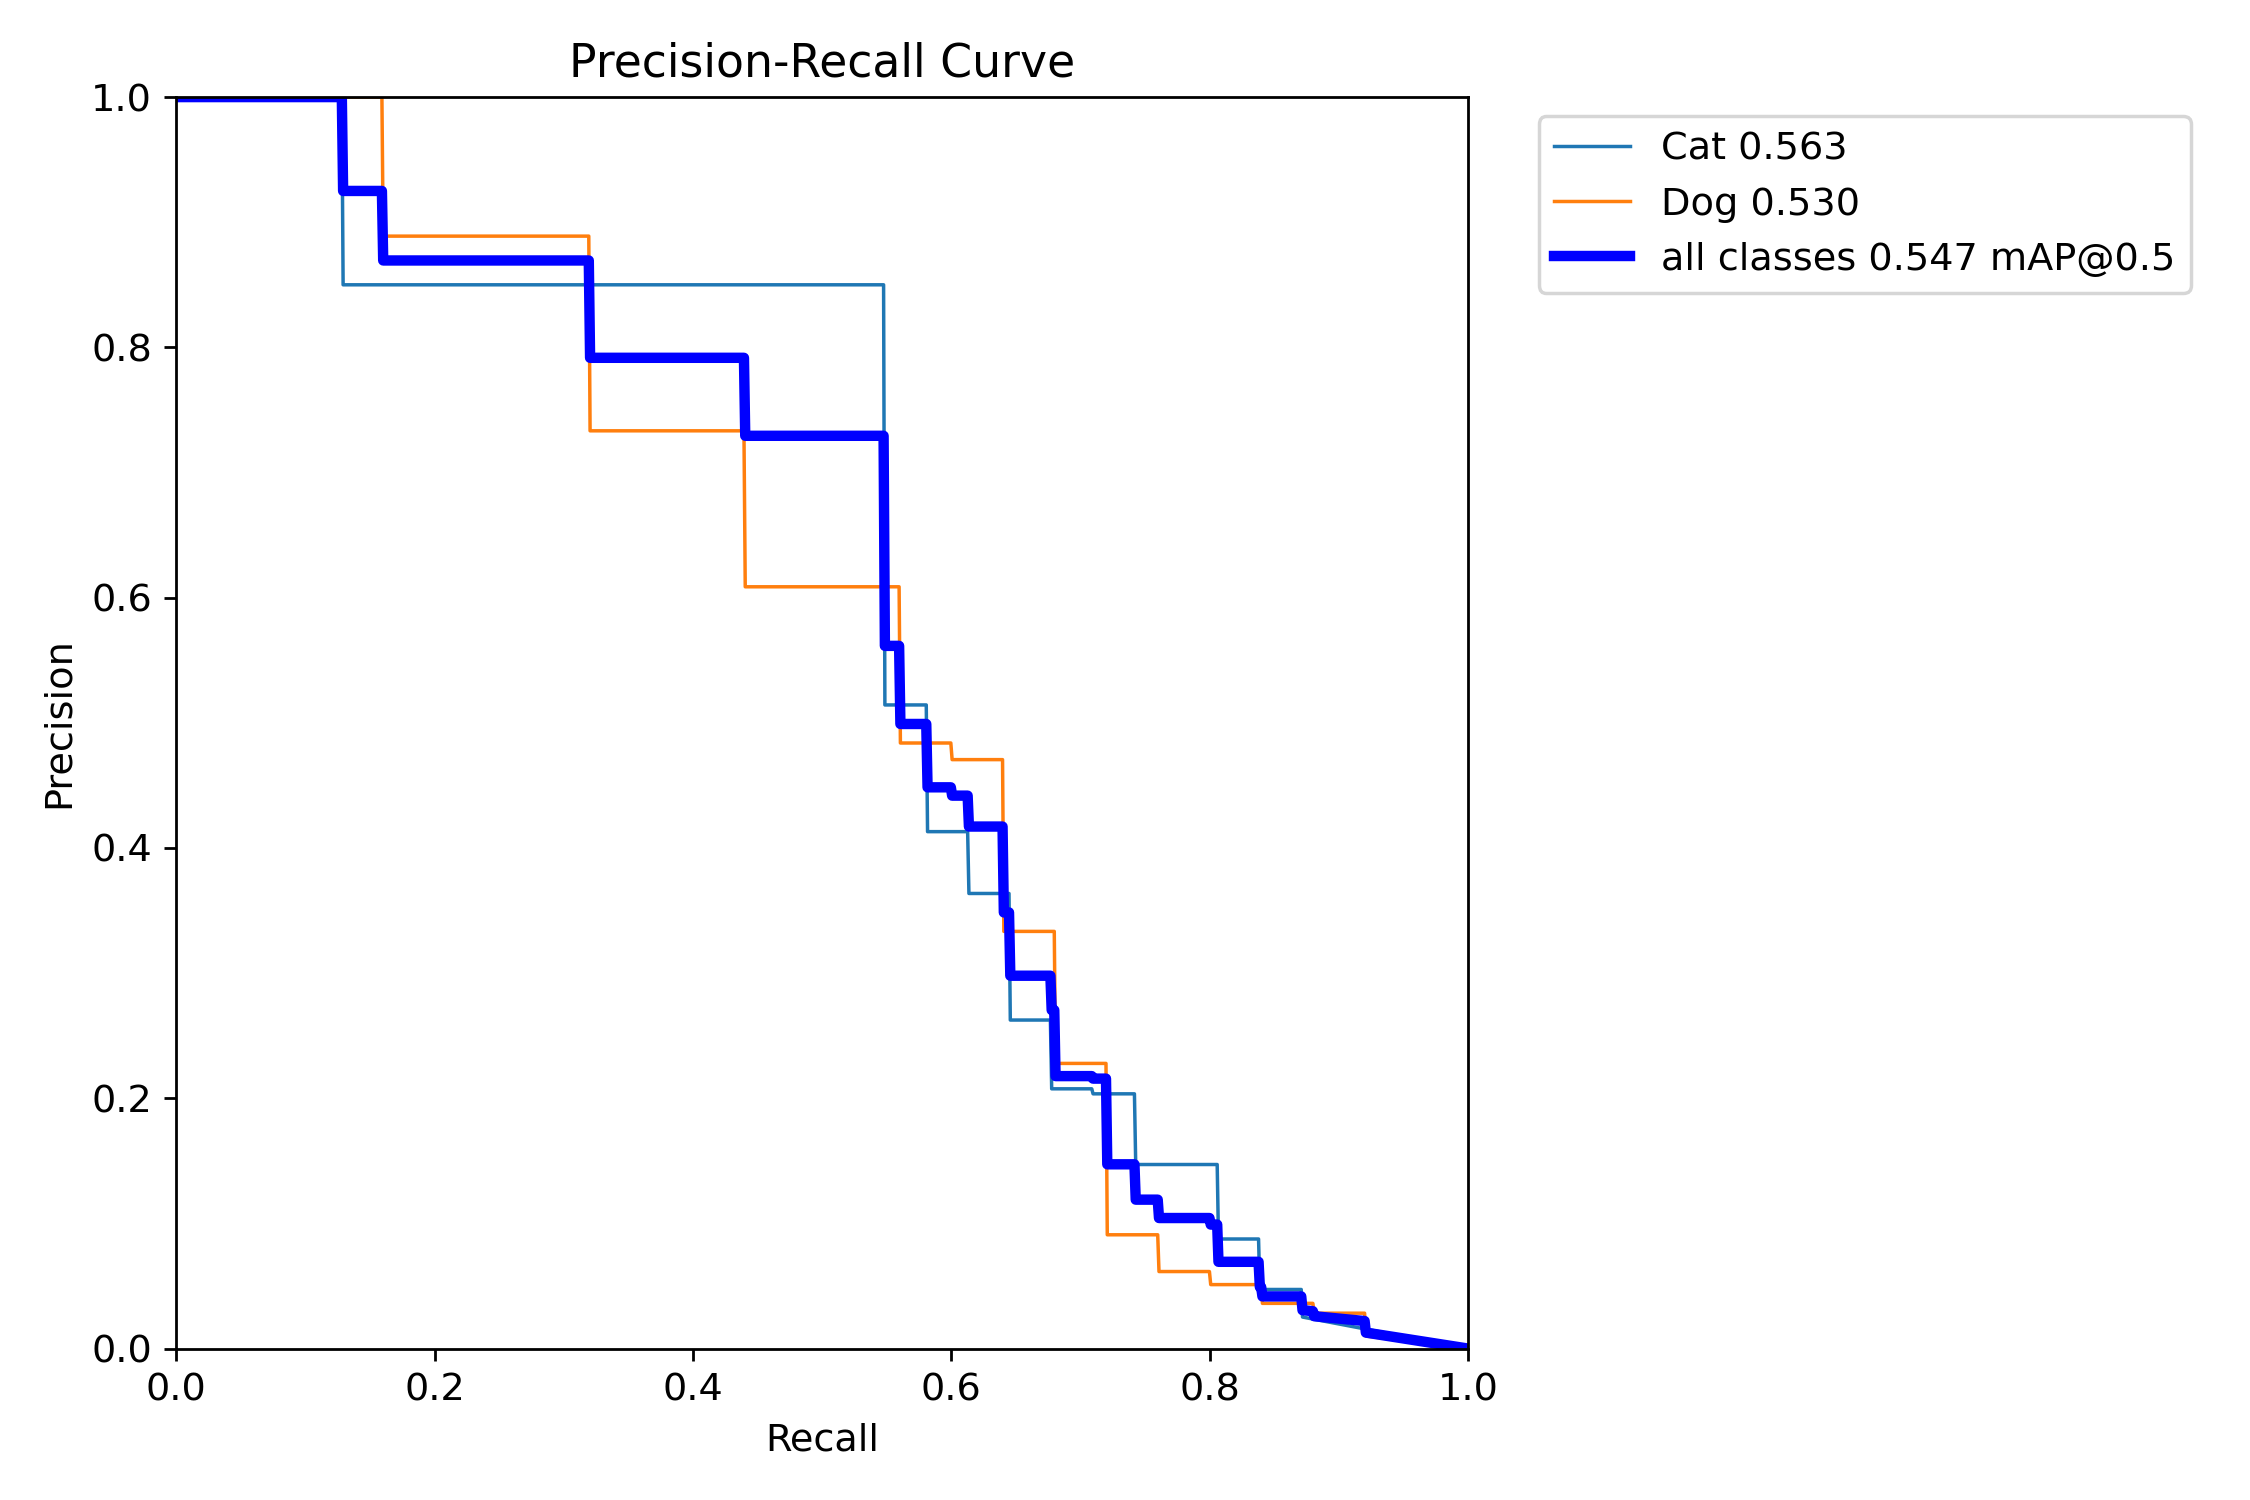 Precision-Recall Curve
1.0
0.8
0.6
0.4
0.2
0.0
Precision
0.0 0.2 0.4 0.6 0.8 1.0
Recall
Cat 0.563
Dog 0.530
all classes 0.547 mAP@0.5